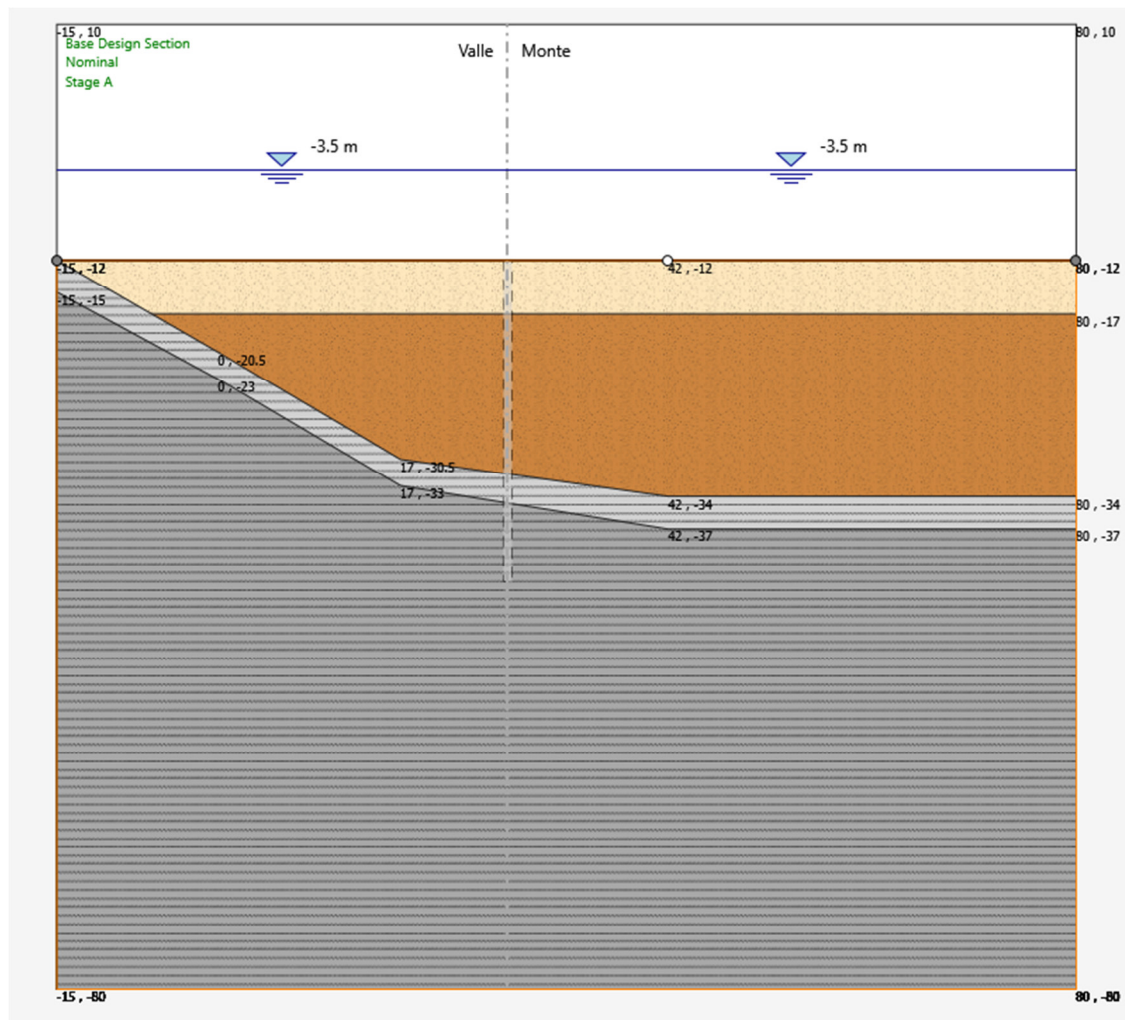 -15 , 10
80 , 10
Base Design Section
Nominal
Stage A
Valle
Monte
-3.5 m
-3.5 m
-15 , -12
42 , -12
80 , -12
-15 , -15
80 , -17
0 , -20.5
0 , -23
17 , -30.5
17 , -33
42 , -34
80 , -34
42 , -37
80 , -37
-15 , -80
80 , -80